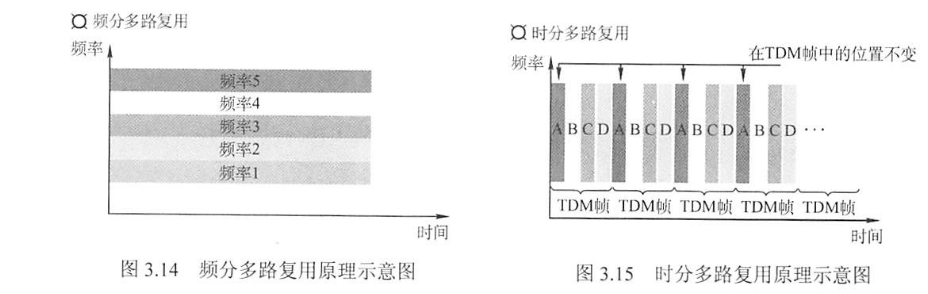 ¤ 频分多路复用
频率
频率5
频率4
频率3
频率2
频率1
时间
图 3.14 频分多路复用原理示意图
¤ 时分多路复用
在TDM帧中的位置不变
频率
A B C D A B C D A B C D A B C D ···
TDM帧 TDM帧 TDM帧 TDM帧 TDM帧
时间
图 3.15 时分多路复用原理示意图